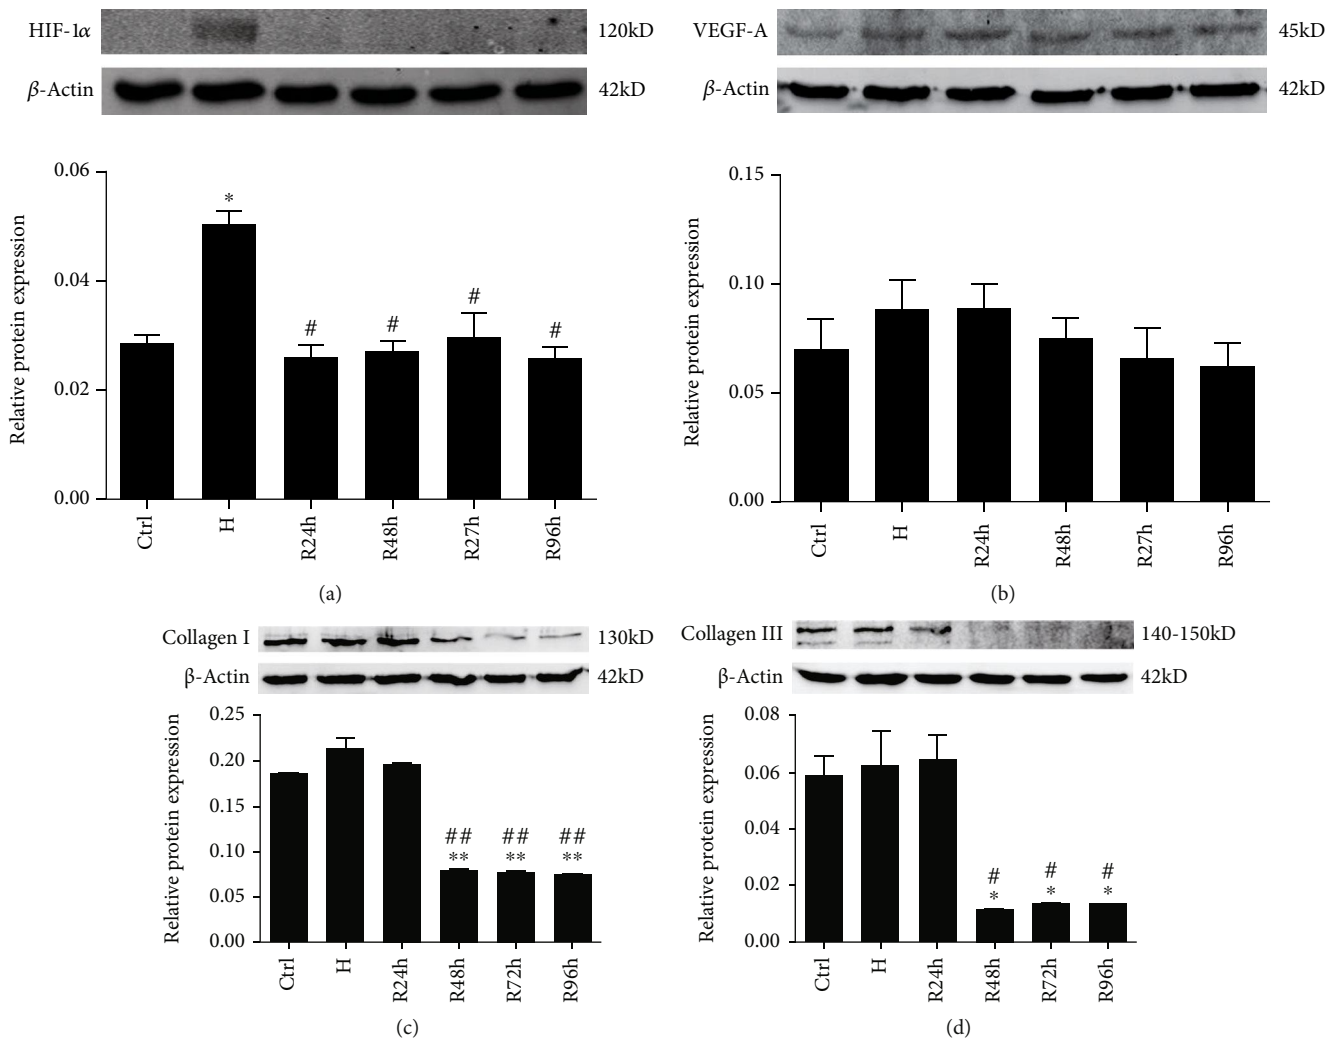 HIF-1α 120kD
β-Actin 42kD
Relative protein expression
0.06
0.04
0.02
0.00
*
#
#
#
#
Ctrl H R24h R48h R27h R96h
(a)
VEGF-A 45kD
β-Actin 42kD
Relative protein expression
0.15
0.10
0.05
0.00
Ctrl H R24h R48h R27h R96h
(b)
Collagen I 130kD
β-Actin 42kD
Relative protein expression
0.25
0.20
0.15
0.10
0.05
0.00
## ## ##
** ** **
Ctrl H R24h R48h R72h R96h
(c)
Collagen III 140-150kD
β-Actin 42kD
Relative protein expression
0.08
0.06
0.04
0.02
0.00
# # #
* * *
Ctrl H R24h R48h R72h R96h
(d)